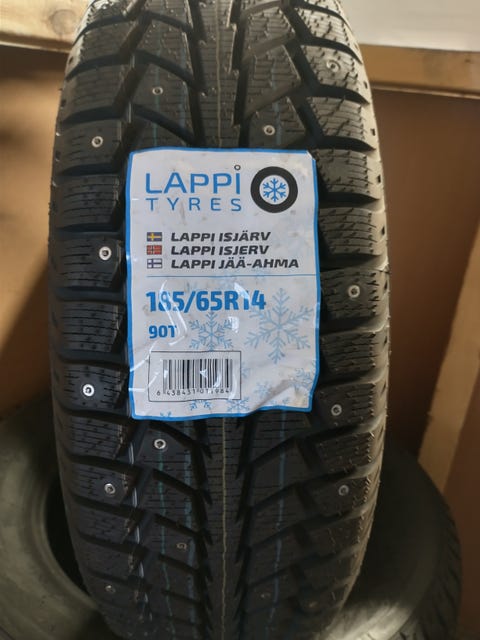 LAPPI
TYRES
LAPPI ISJÄRV
LAPPI ISJERV
LAPPI JÄÄ-AHMA
185/65R14
90T